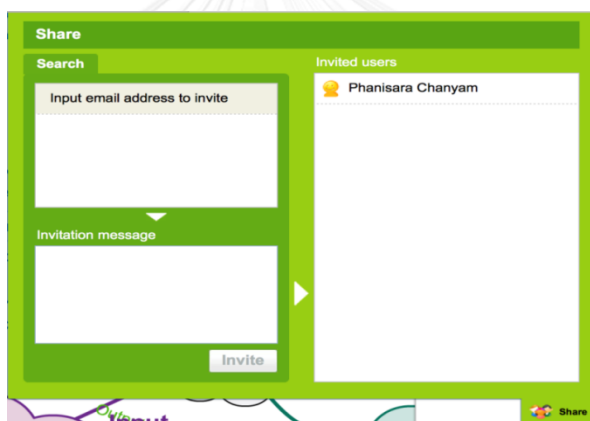 Share
Search
Invited users
Input email address to invite
Phanisara Chanyam
Invitation message
Invite
Share